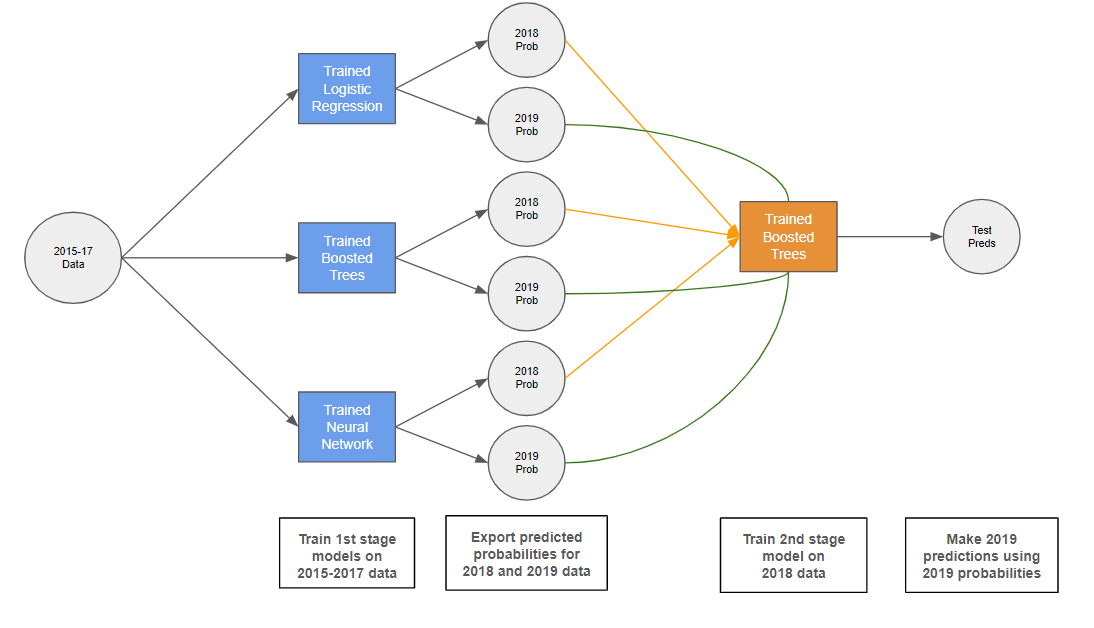 2015-17
Data
Trained
Logistic
Regression
Trained
Boosted
Trees
Trained
Neural
Network
2018
Prob
2019
Prob
2018
Prob
2019
Prob
2018
Prob
2019
Prob
Trained
Boosted
Trees
Test
Preds
Train 1st stage
models on
2015-2017 data
Export predicted
probabilities for
2018 and 2019 data
Train 2nd stage
model on
2018 data
Make 2019
predictions using
2019 probabilities